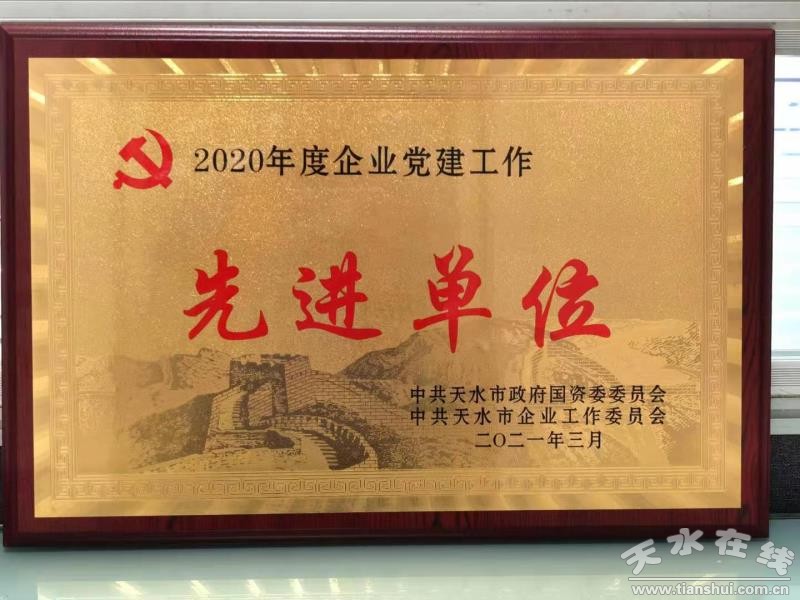 2020年度企业党建工作
先进单位
中共天水市政府国资委委员会
中共天水市企业工作委员会
二〇二一年三月
天水在线
www.tianshui.com.cn